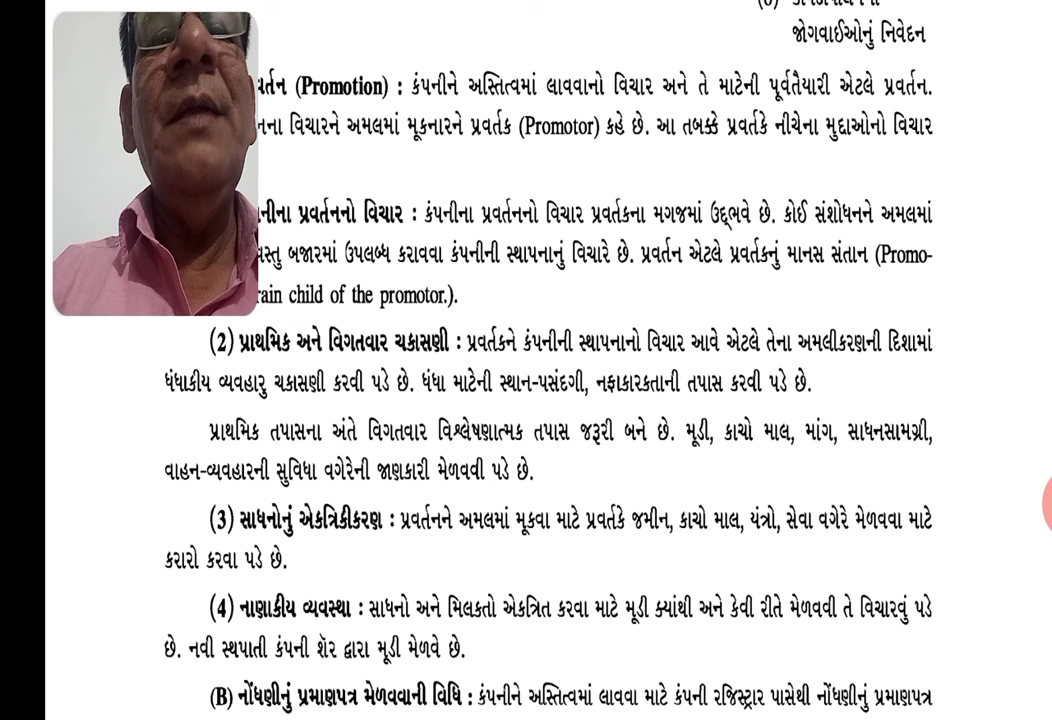 જોગવાઈઓનું નિવેદન
વર્તન (Promotion) : કંપનીને અસ્તિત્વમાં લાવવાનો વિચાર અને તે માટેની પૂર્વતૈયારી એટલે પ્રવર્તન.
નના વિચારને અમલમાં મૂકનારને પ્રવર્તક (Promotor) કહે છે. આ તબક્કે પ્રવર્તકે નીચેના મુદ્દાઓનો વિચાર
નીના પ્રવર્તનનો વિચાર : કંપનીના પ્રવર્તનનો વિચાર પ્રવર્તકના મગજમાં ઉદ્ભવે છે. કોઈ સંશોધનને અમલમાં
વસ્તુ બજારમાં ઉપલબ્ધ કરાવવા કંપનીની સ્થાપનાનું વિચારે છે. પ્રવર્તન એટલે પ્રવર્તકનું માનસ સંતાન (Promo-
rain child of the promotor.).
(2) પ્રાથમિક અને વિગતવાર ચકાસણી : પ્રવર્તકને કંપનીની સ્થાપનાનો વિચાર આવે એટલે તેના અમલીકરણની દિશામાં
ધંધાકીય વ્યવહારુ ચકાસણી કરવી પડે છે. ધંધા માટેની સ્થાન-પસંદગી, નફાકારકતાની તપાસ કરવી પડે છે.
પ્રાથમિક તપાસના અંતે વિગતવાર વિશ્લેષણાત્મક તપાસ જરૂરી બને છે. મૂડી, કાચો માલ, માંગ, સાધનસામગ્રી,
વાહન-વ્યવહારની સુવિધા વગેરેની જાણકારી મેળવવી પડે છે.
(3) સાધનોનું એકત્રિકીકરણ : પ્રવર્તનને અમલમાં મૂકવા માટે પ્રવર્તકે જમીન, કાચો માલ, યંત્રો, સેવા વગેરે મેળવવા માટે
કરારો કરવા પડે છે.
(4) નાણાકીય વ્યવસ્થા : સાધનો અને મિલકતો એકત્રિત કરવા માટે મૂડી ક્યાંથી અને કેવી રીતે મેળવવી તે વિચારવું પડે
છે. નવી સ્થપાતી કંપની શૅર દ્વારા મૂડી મેળવે છે.
(B) નોંધણીનું પ્રમાણપત્ર મેળવવાની વિધિ : કંપનીને અસ્તિત્વમાં લાવવા માટે કંપની રજિસ્ટ્રાર પાસેથી નોંધણીનું પ્રમાણપત્ર